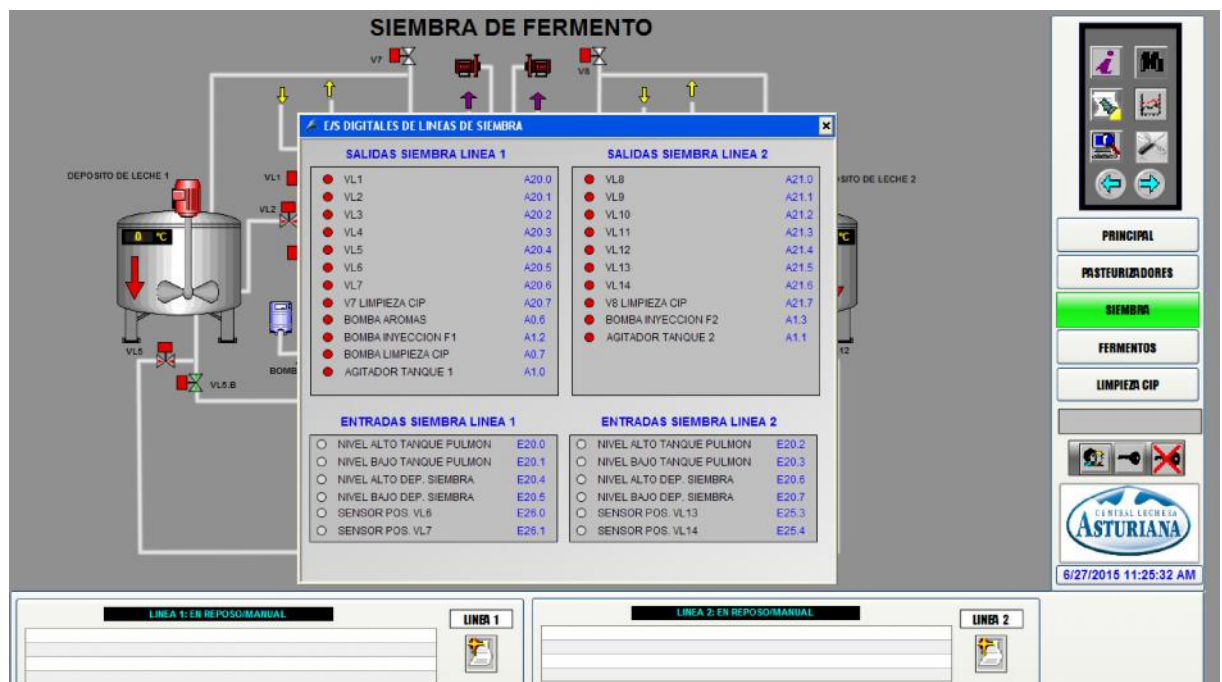 SIEMBRA DE FERMENTO
V7
V8
E/S DIGITALES DE LINEAS DE SIEMBRA
SALIDAS SIEMBRA LINEA 1
VL1 A20.0
VL2 A20.1
VL3 A20.2
VL4 A20.3
VL5 A20.4
VL6 A20.5
VL7 A20.6
V7 LIMPIEZA CIP A20.7
BOMBA AROMAS A0.6
BOMBA INYECCION F1 A1.2
BOMBA LIMPIEZA CIP A0.7
AGITADOR TANQUE 1 A1.0
SALIDAS SIEMBRA LINEA 2
VL8 A21.0
VL9 A21.1
VL10 A21.2
VL11 A21.3
VL12 A21.4
VL13 A21.5
VL14 A21.6
V8 LIMPIEZA CIP A21.7
BOMBA INYECCION F2 A1.3
AGITADOR TANQUE 2 A1.1
ENTRADAS SIEMBRA LINEA 1
NIVEL ALTO TANQUE PULMON E20.0
NIVEL BAJO TANQUE PULMON E20.1
NIVEL ALTO DEP. SIEMBRA E20.4
NIVEL BAJO DEP. SIEMBRA E20.5
SENSOR POS. VL6 E26.0
SENSOR POS. VL7 E26.1
ENTRADAS SIEMBRA LINEA 2
NIVEL ALTO TANQUE PULMON E20.2
NIVEL BAJO TANQUE PULMON E20.3
NIVEL ALTO DEP. SIEMBRA E20.6
NIVEL BAJO DEP. SIEMBRA E20.7
SENSOR POS. VL13 E25.3
SENSOR POS. VL14 E25.4
DEPOSITO DE LECHE 1
VL1
VL2
0 ºC
VL5
VL5.B
BOMB
SITO DE LECHE 2
ºC
12
PRINCIPAL
PASTEURIZADORES
SIEMBRA
FERMENTOS
LIMPIEZA CIP
CENTRAL LECHERA
ASTURIANA
6/27/2015 11:25:32 AM
LINEA 1: EN REPOSO/MANUAL
LINEA 1
LINEA 2: EN REPOSO/MANUAL
LINEA 2